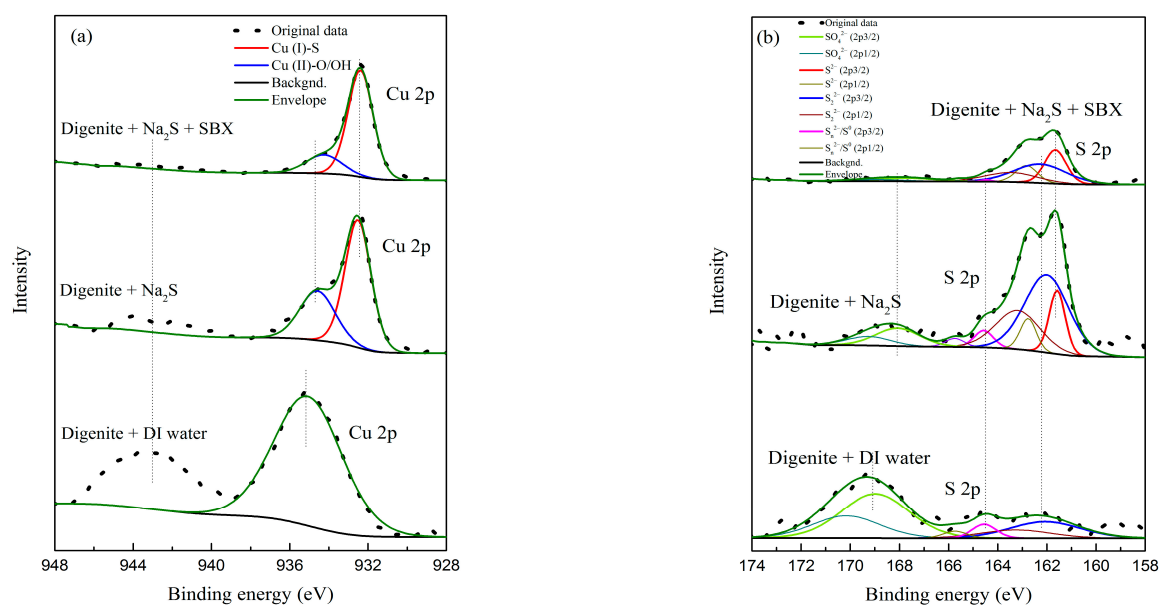 (a)
Original data
Cu (I)-S
Cu (II)-O/OH
Backgnd.
Envelope
Cu 2p
Digenite + Na₂S + SBX
Cu 2p
Digenite + Na₂S
Digenite + DI water
Cu 2p
Intensity
948 944 940 936 932 928
Binding energy (eV)
(b)
Original data
SO₄²⁻ (2p3/2)
SO₄²⁻ (2p1/2)
S²⁻ (2p3/2)
S²⁻ (2p1/2)
S₂²⁻ (2p3/2)
S₂²⁻ (2p1/2)
Sₙ²⁻/S⁰ (2p3/2)
Sₙ²⁻/S⁰ (2p1/2)
Backgnd.
Envelope
Digenite + Na₂S + SBX
S 2p
S 2p
Digenite + Na₂S
Digenite + DI water
S 2p
Intensity
174 172 170 168 166 164 162 160 158
Binding energy (eV)